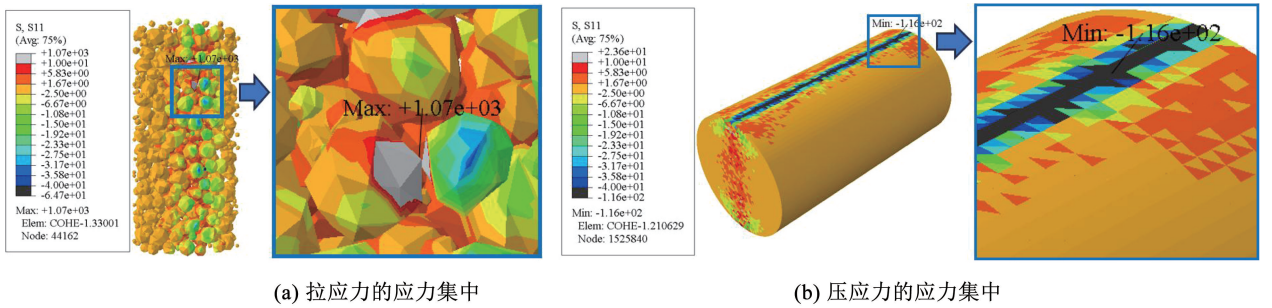 S, S11
(Avg: 75%)
+1.07e+03
+1.00e+01
+5.83e+00
+1.67e+00
-2.50e+00
-6.67e+00
-1.08e+01
-1.50e+01
-1.92e+01
-2.33e+01
-2.75e+01
-3.17e+01
-3.58e+01
-4.00e+01
-6.47e+01
Max: +1.07e+03
Elem: COHE-1.33001
Node: 44162
Max: +1.07e+03
Max: +1.07e+03
(a) 拉应力的应力集中
S, S11
(Avg: 75%)
+2.36e+01
+1.00e+01
+5.83e+00
+1.67e+00
-2.50e+00
-6.67e+00
-1.08e+01
-1.50e+01
-1.92e+01
-2.33e+01
-2.75e+01
-3.17e+01
-3.58e+01
-4.00e+01
-1.16e+02
Min: -1.16e+02
Elem: COHE-1.210629
Node: 1525840
Min: -1.16e+02
Min: -1.16e+02
(b) 压应力的应力集中